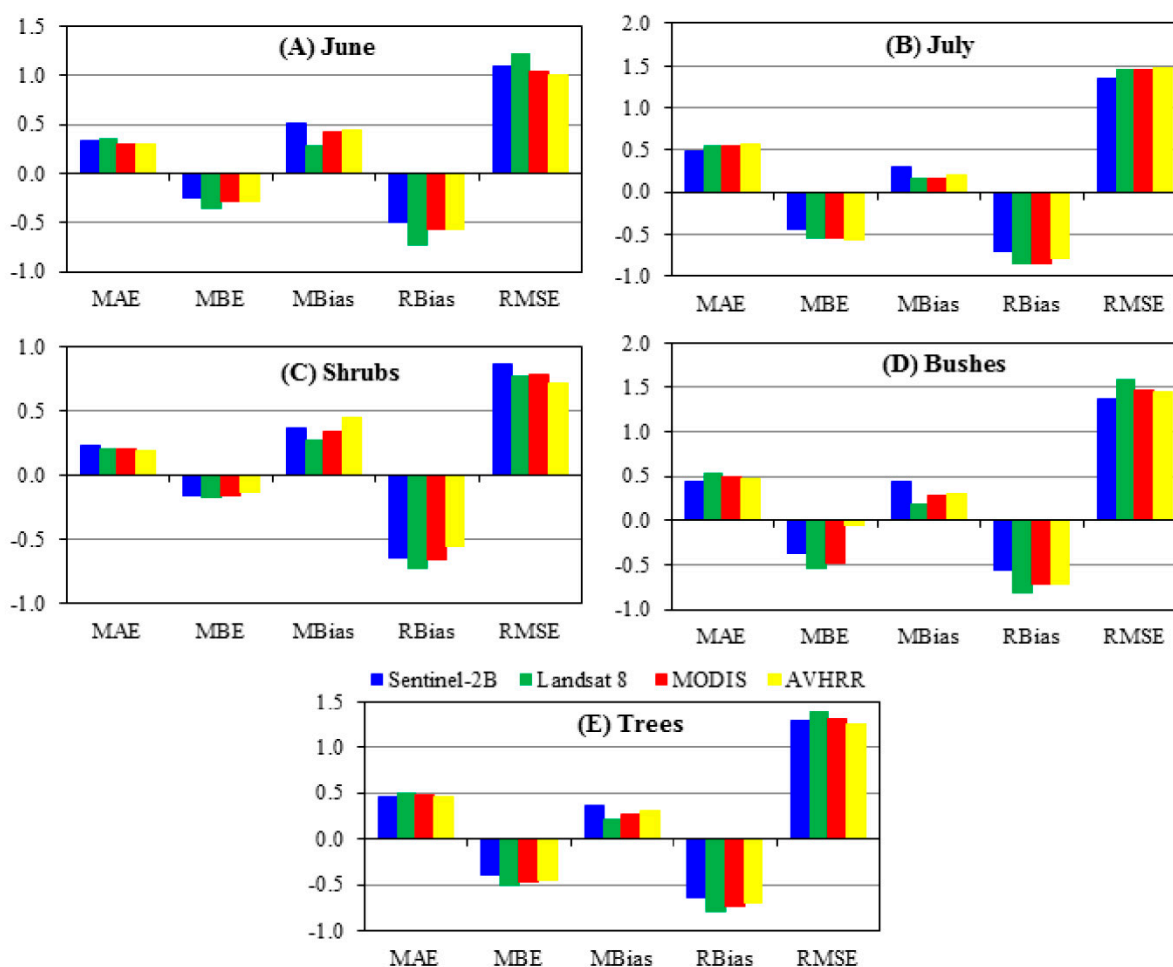 (A) June
1.5
1.0
0.5
0.0
-0.5
-1.0
MAE MBE MBias RBias RMSE
(B) July
2.0
1.5
1.0
0.5
0.0
-0.5
-1.0
MAE MBE MBias RBias RMSE
(C) Shrubs
1.0
0.5
0.0
-0.5
-1.0
MAE MBE MBias RBias RMSE
(D) Bushes
2.0
1.5
1.0
0.5
0.0
-0.5
-1.0
MAE MBE MBias RBias RMSE
Sentinel-2B Landsat 8 MODIS AVHRR
(E) Trees
1.5
1.0
0.5
0.0
-0.5
-1.0
MAE MBE MBias RBias RMSE